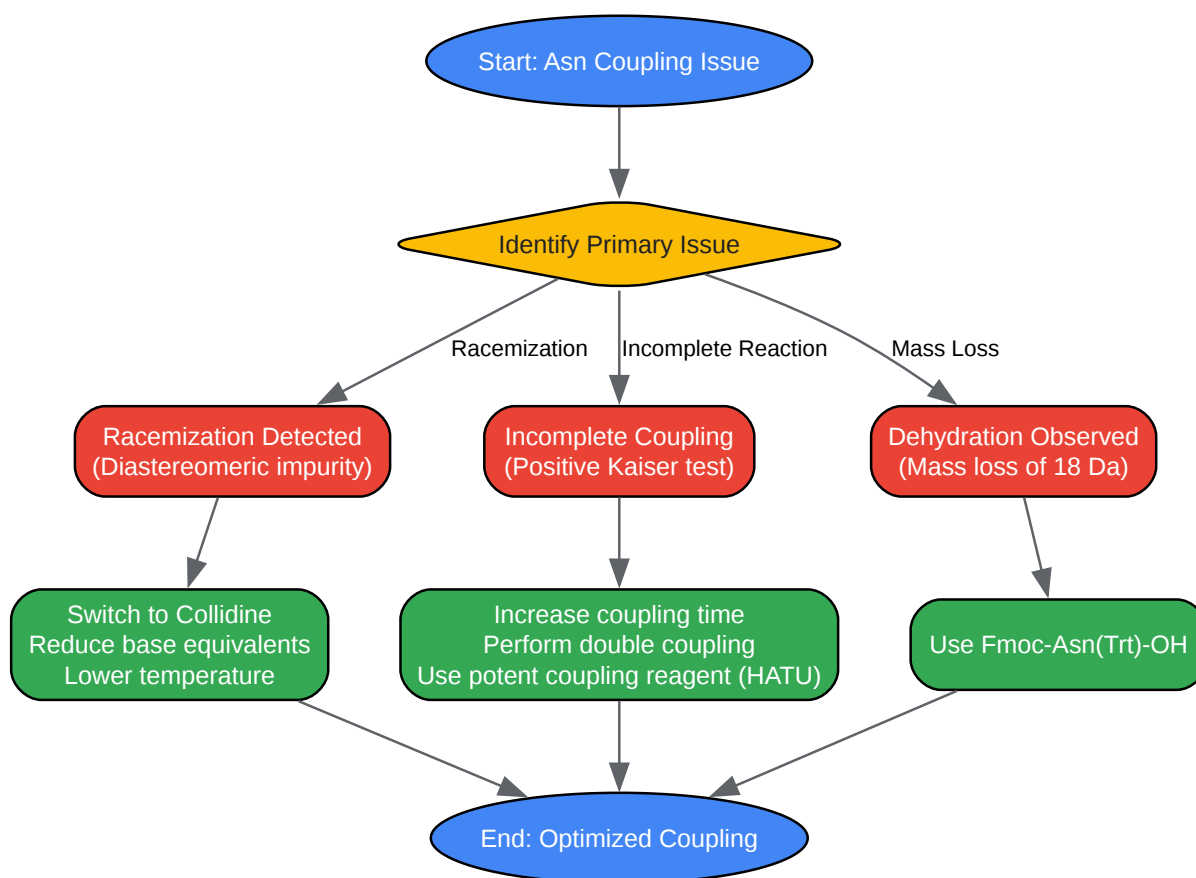 Start: Asn Coupling Issue
Identify Primary Issue
Racemization
Incomplete Reaction
Mass Loss
Racemization Detected
(Diastereomeric impurity)
Incomplete Coupling
(Positive Kaiser test)
Dehydration Observed
(Mass loss of 18 Da)
Switch to Collidine
Reduce base equivalents
Lower temperature
Increase coupling time
Perform double coupling
Use potent coupling reagent (HATU)
Use Fmoc-Asn(Trt)-OH
End: Optimized Coupling